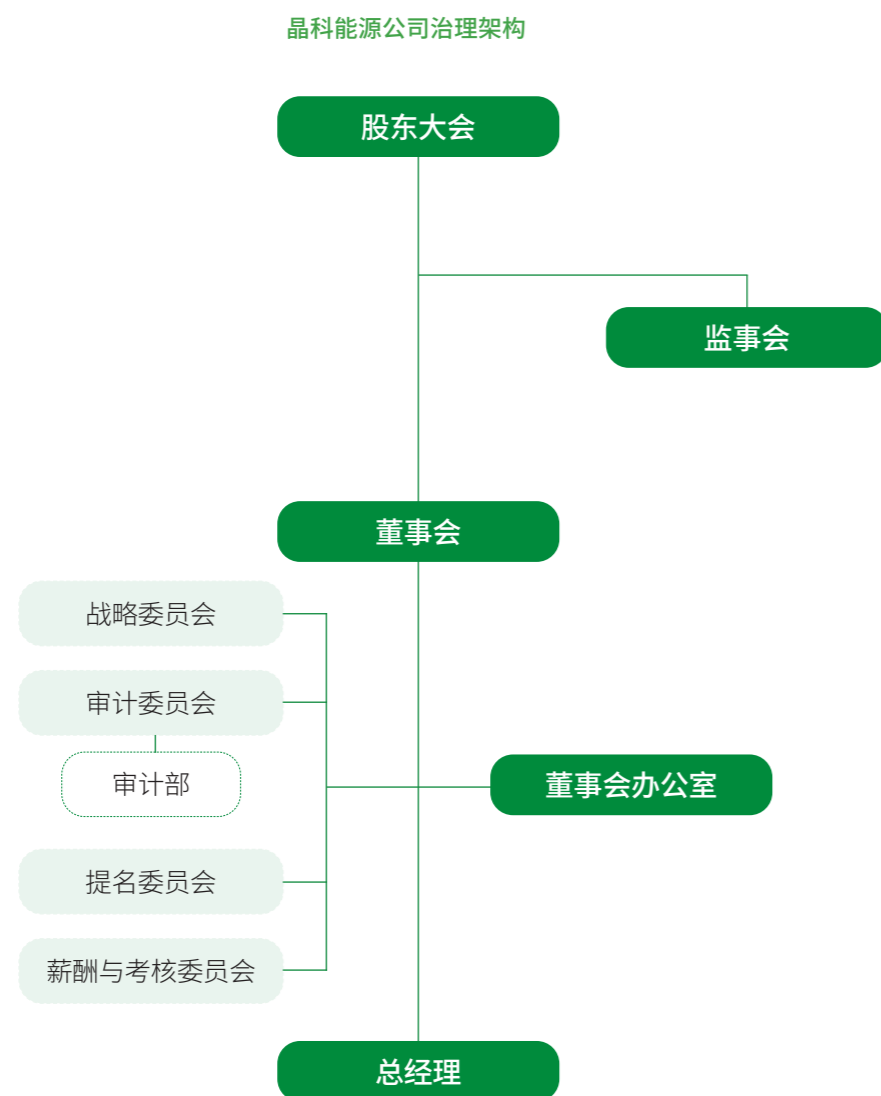 晶科能源公司治理架构
股东大会
监事会
董事会
战略委员会
审计委员会
审计部
董事会办公室
提名委员会
薪酬与考核委员会
总经理